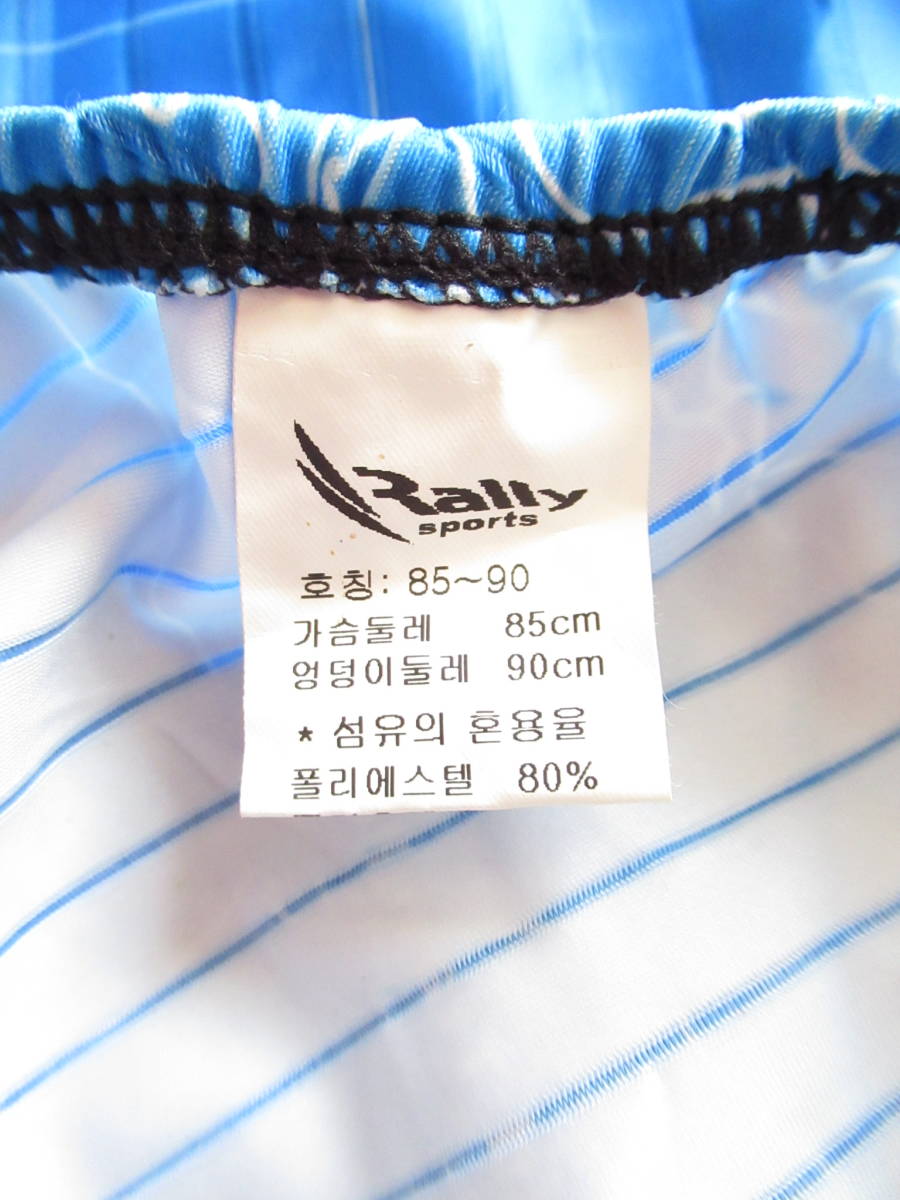 Rally
sports
호칭: 85~90
가슴둘레 85cm
엉덩이둘레 90cm
* 섬유의 혼용율
폴리에스텔 80%